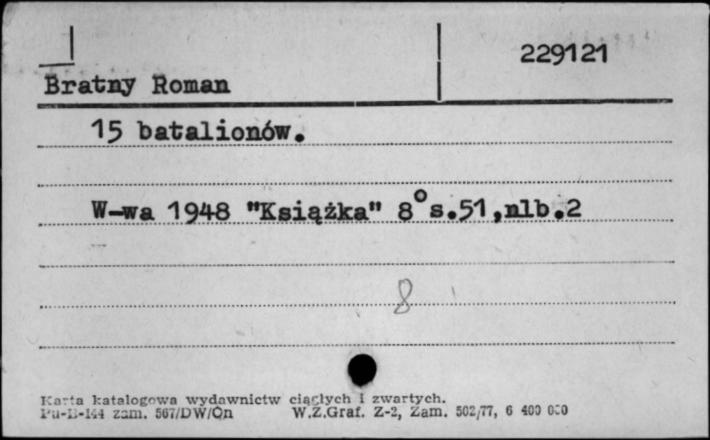 229121
Bratny Roman
15 batalionów.
W-wa 1948 "Książka" 8° s.51,nlb.2
8
Karta katalogowa wydawnictw ciągłych i zwartych.
Pu-B-144 zam. 567/DW/On W.Z.Graf. Z-2, Zam. 502/77, 6 400 000